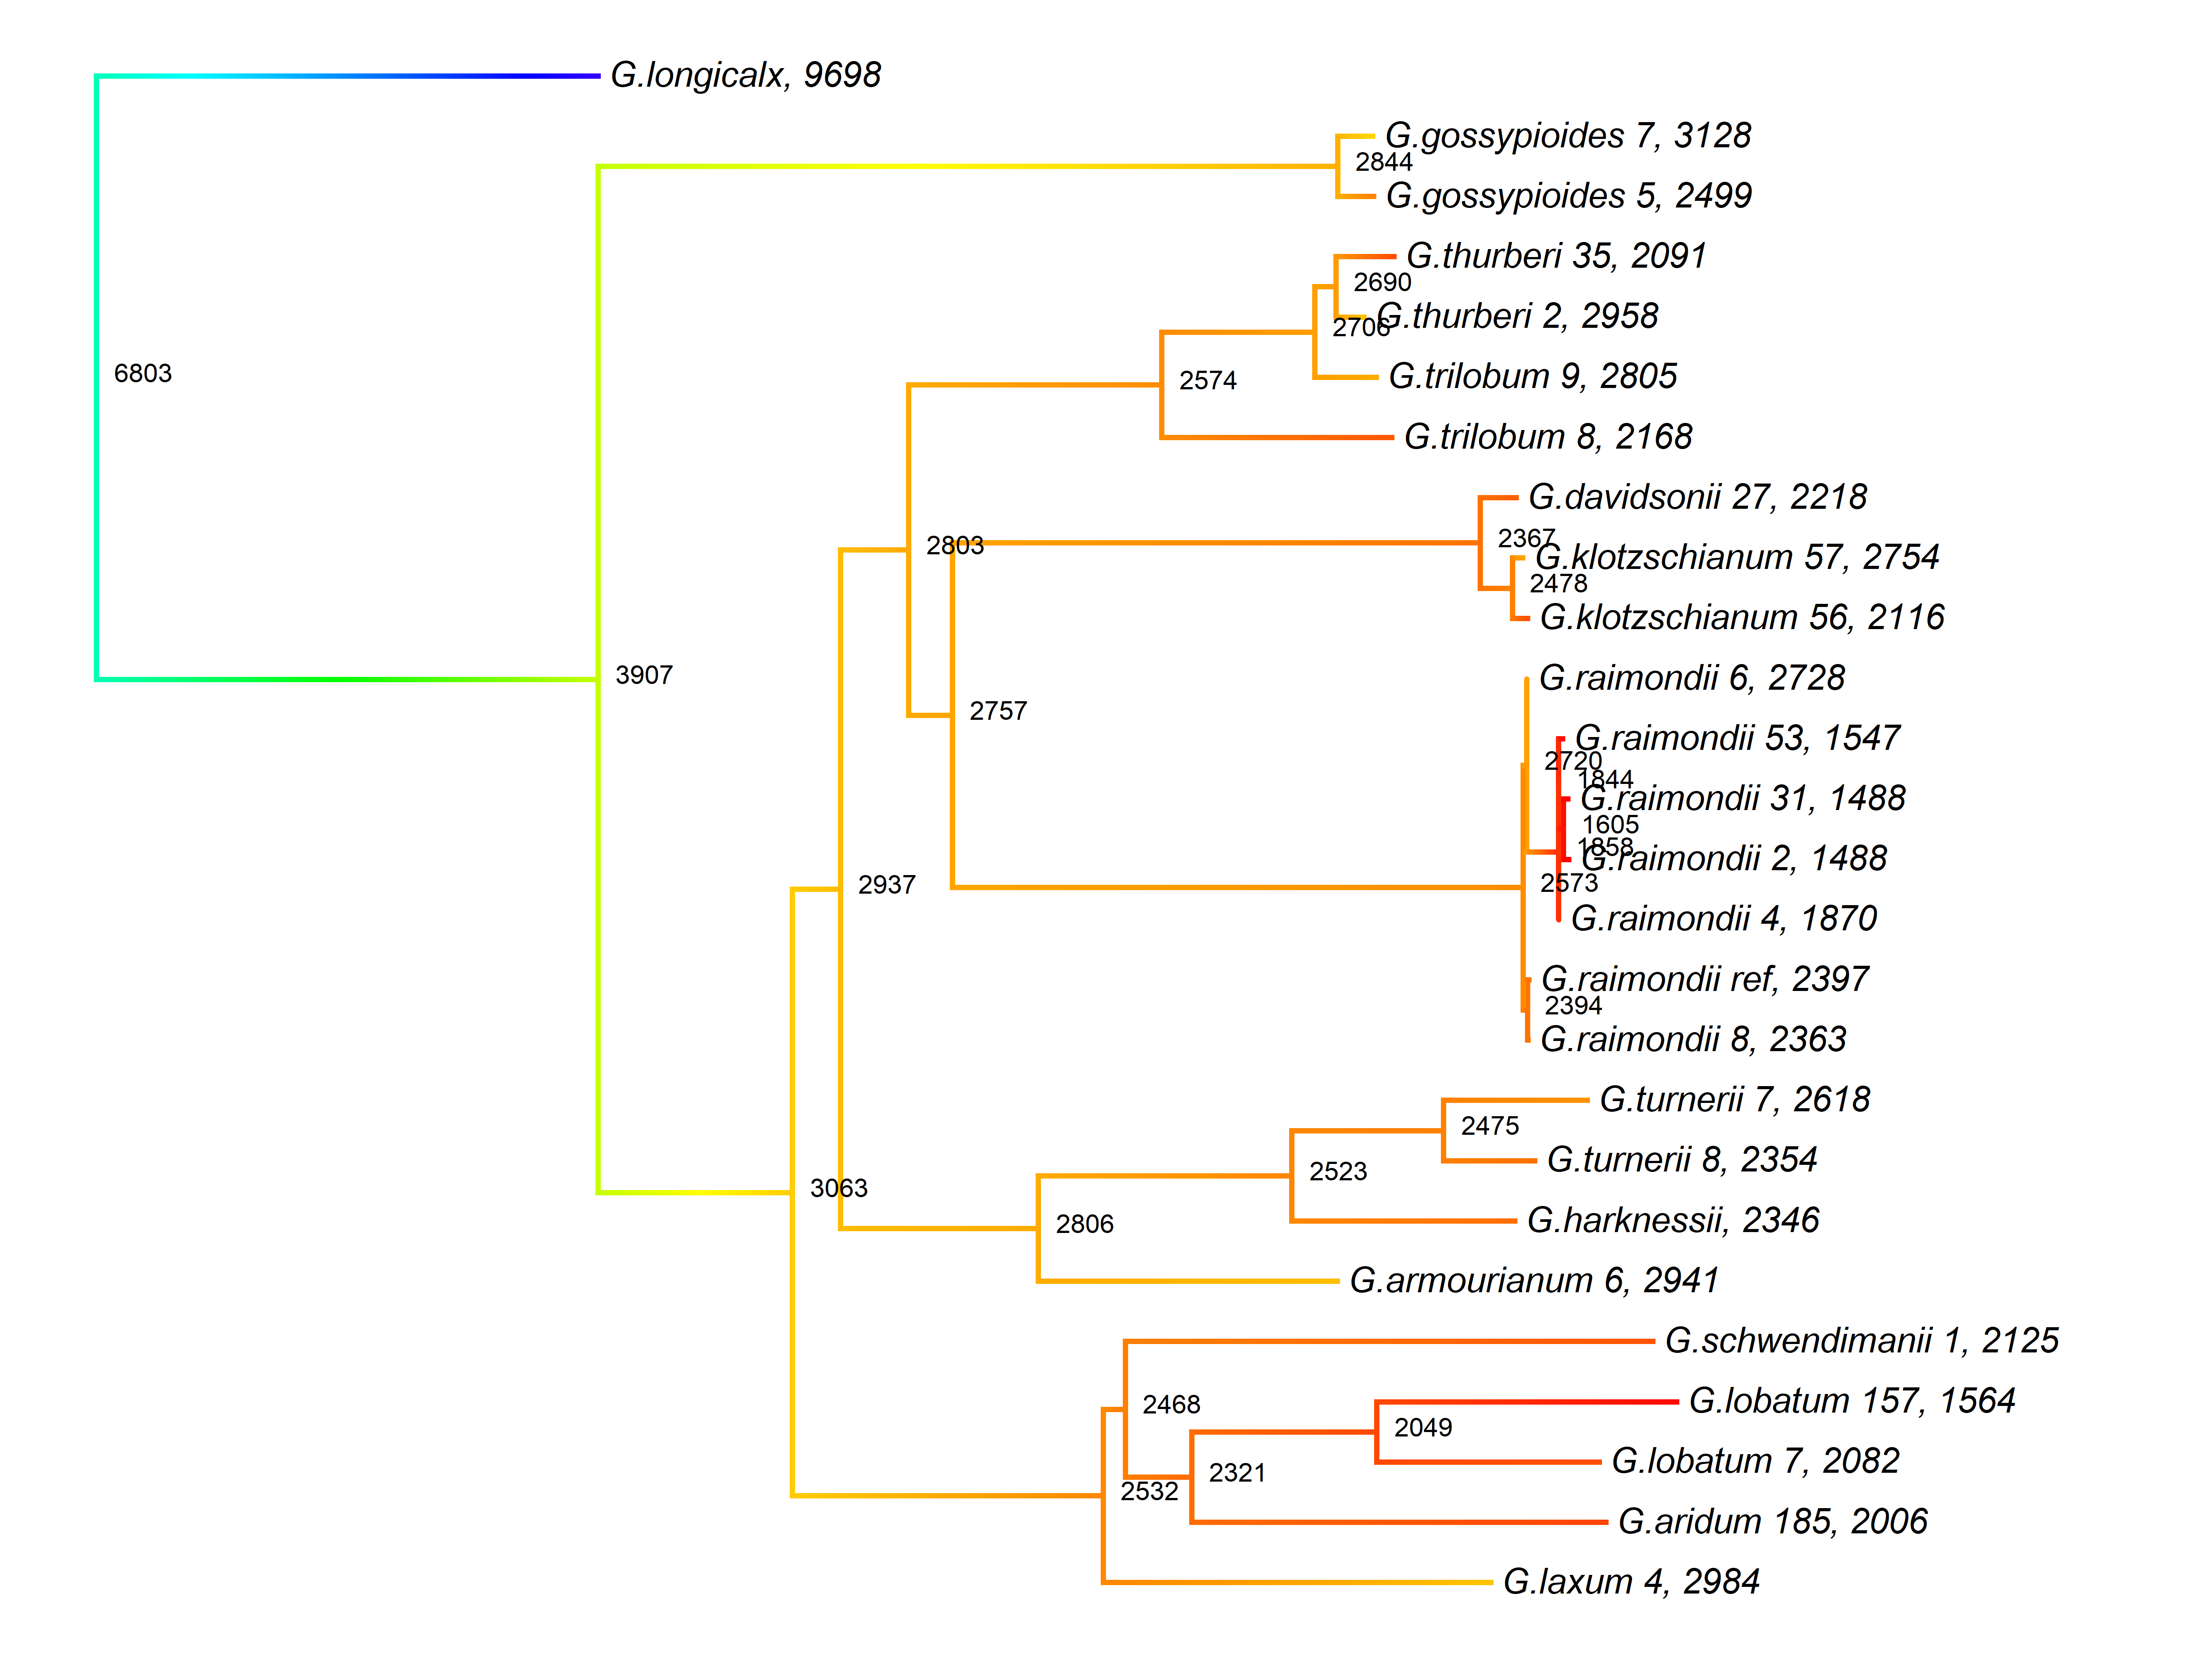 G.longicalx, 9698
G.gossypioides 7, 3128
2844
G.gossypioides 5, 2499
G.thurberi 35, 2091
2690
G.thurberi 2, 2958
2706
6803
G.trilobum 9, 2805
2574
G.trilobum 8, 2168
G.davidsonii 27, 2218
2367
2803
G.klotzschianum 57, 2754
2478
G.klotzschianum 56, 2116
3907
G.raimondii 6, 2728
2757
G.raimondii 53, 1547
2720
1844
G.raimondii 31, 1488
1605
1858
G.raimondii 2, 1488
2937
2573
G.raimondii 4, 1870
G.raimondii ref, 2397
2394
G.raimondii 8, 2363
G.turnerii 7, 2618
2475
G.turnerii 8, 2354
2523
3063
G.harknessii, 2346
2806
G.armourianum 6, 2941
G.schwendimanii 1, 2125
2468
G.lobatum 157, 1564
2049
G.lobatum 7, 2082
2321
2532
G.aridum 185, 2006
G.laxum 4, 2984